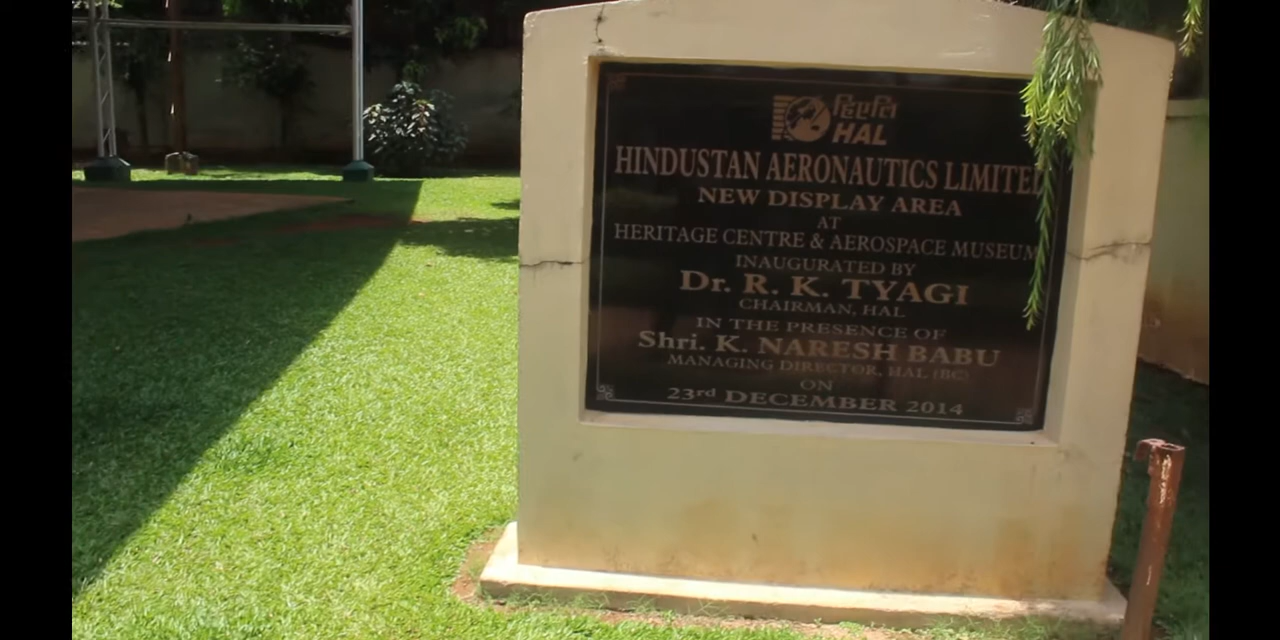 हिएलि
HAL
HINDUSTAN AERONAUTICS LIMITED
NEW DISPLAY AREA
AT
HERITAGE CENTRE & AEROSPACE MUSEUM
INAUGURATED BY
Dr. R. K. TYAGI
CHAIRMAN, HAL
IN THE PRESENCE OF
Shri. K. NARESH BABU
MANAGING DIRECTOR, HAL (BC)
ON
23rd DECEMBER 2014